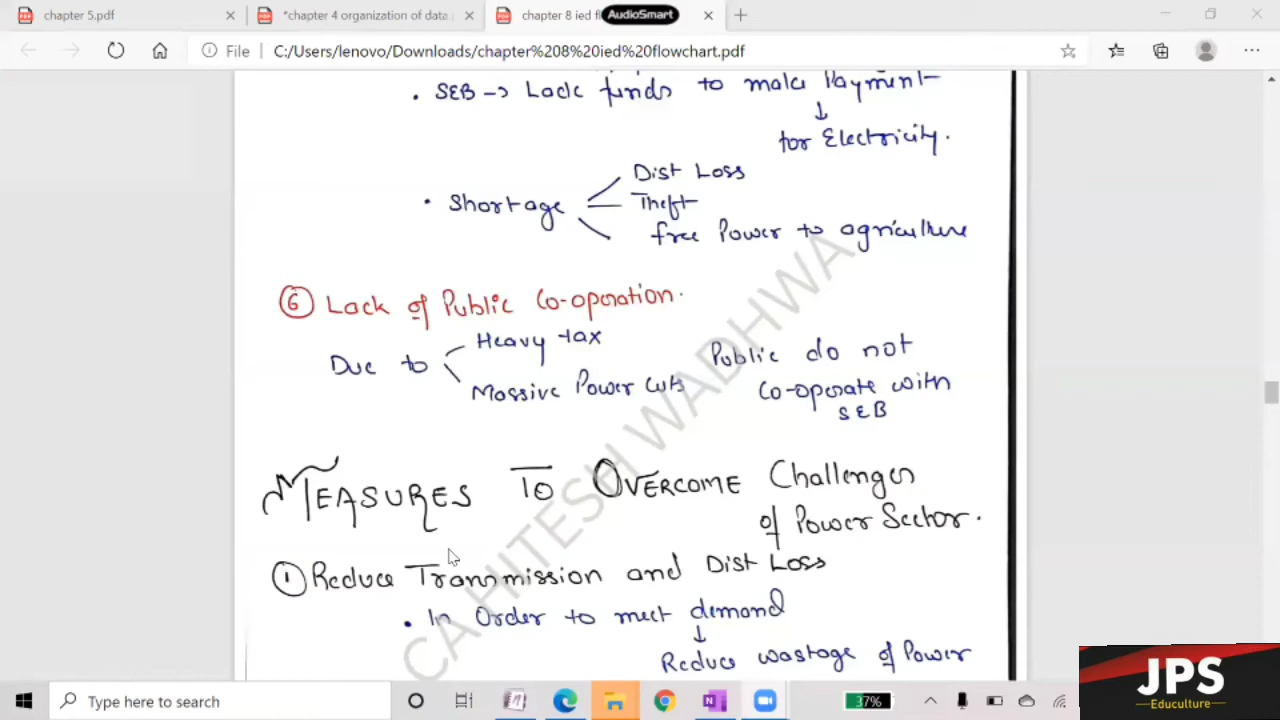 chapter 5.pdf
*chapter 4 organization of data.
chapter 8 ied fl
AudioSmart
File
C:/Users/lenovo/Downloads/chapter%208%20ied%20flowchart.pdf
• SEB -> Lack funds to make Payment
↓
for Electricity.
• Shortage
Dist Loss
Theft
free Power to agriculture
⑥ Lack of Public Co-operation.
Due to
Heavy tax
Massive Power cuts
Public do not
Co-operate with
SEB
MEASURES TO OVERCOME Challenges
of Power Sector.
① Reduce Transmission and Dist Loss
• In Order to meet demand
↓
Reduce wastage of Power
CA HITESH WADHWA
JPS
Educulture
Type here to search
37%